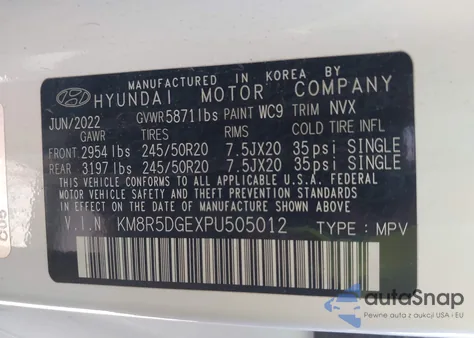 MANUFACTURED IN KOREA BY
HYUNDAI MOTOR COMPANY
JUN/2022 GVWR 5871 lbs PAINT WC9 TRIM NVX
GAWR TIRES RIMS COLD TIRE INFL
FRONT 2954 lbs 245/50R20 7.5JX20 35psi SINGLE
REAR 3197 lbs 245/50R20 7.5JX20 35psi SINGLE
THIS VEHICLE CONFORMS TO ALL APPLICABLE U.S.A. FEDERAL
MOTOR VEHICLE SAFETY AND THEFT PREVENTION STANDARDS
IN EFFECT ON THE DATE OF MANUFACTURE SHOWN ABOVE.
V.I.N KM8R5DGEXPU505012 TYPE : MPV
autoSnap
Pewne auta z aukcji USA i EU